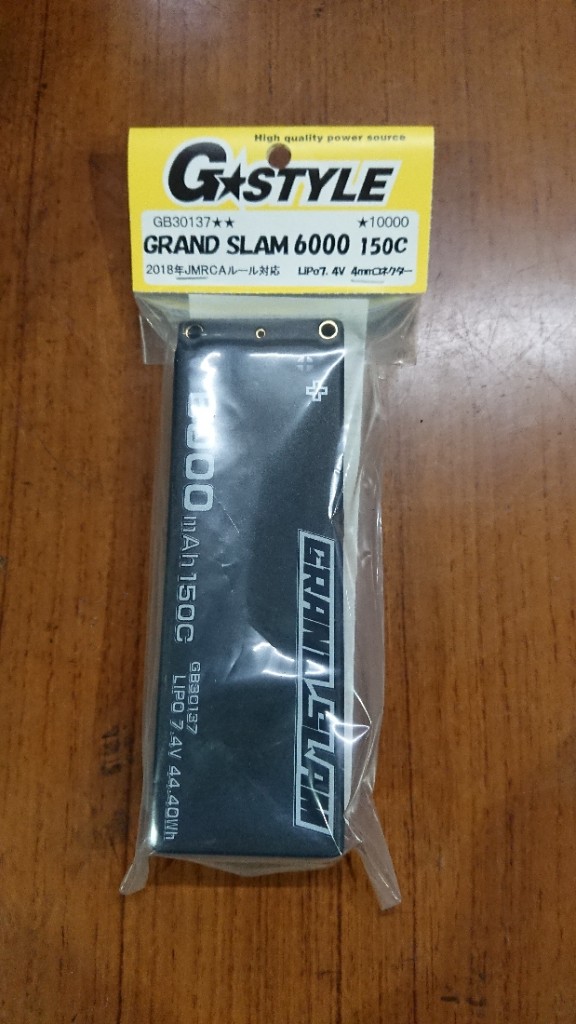 High quality power source
G★STYLE
GB30137★★ ★10000
GRAND SLAM 6000 150C
2018年JMRCAルール対応 LiPo7.4V 4mmコネクター
6000mAh 150C
GB30137
LIPO 7.4V 44.40Wh
GRAND SLAM